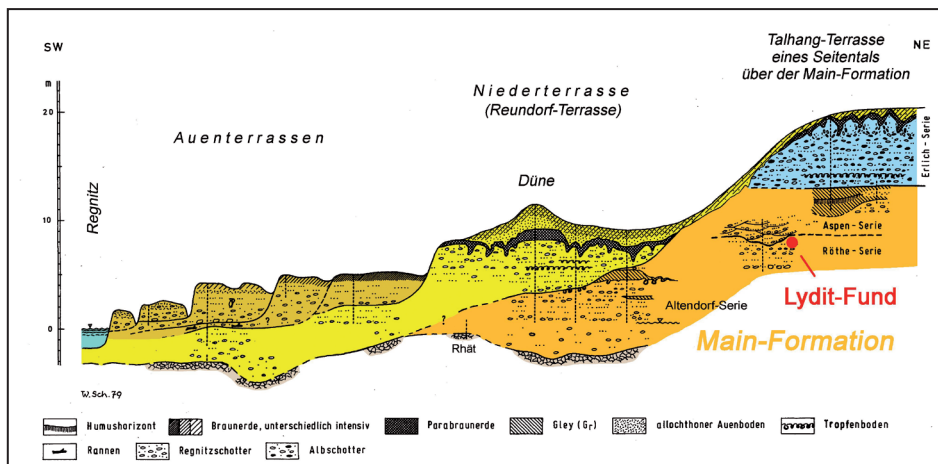 SW
NE
Talhang-Terrasse
eines Seitentals
über der Main-Formation
Niederterrasse
(Reundorf-Terrasse)
Auenterrassen
Düne
Regnitz
m
20
10
0
Erlich-Serie
Aspen-Serie
Röthe-Serie
Lydit-Fund
Altendorf-Serie
Main-Formation
?
Rhät
T.W.Sch.79
Humushorizont
Braunerde, unterschiedlich intensiv
Parabraunerde
Gley (Gr)
allochthoner Auenboden
Tropfenboden
Rannen
Regnitzschotter
Albschotter